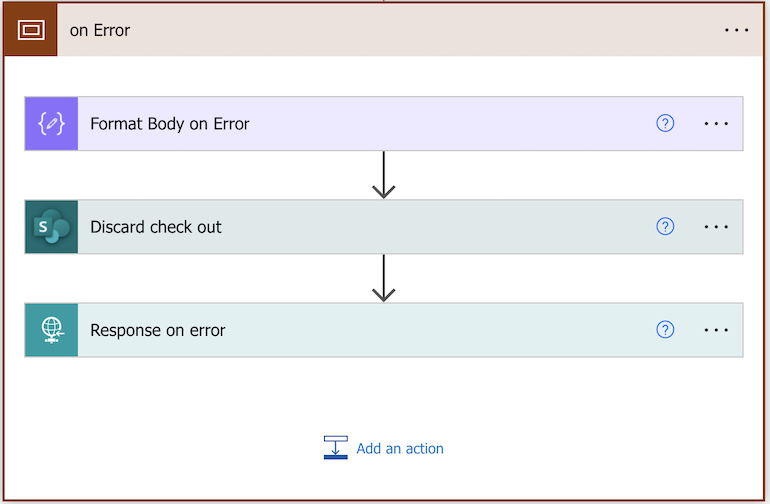 on Error
Format Body on Error
Discard check out
S
Response on error
Add an action